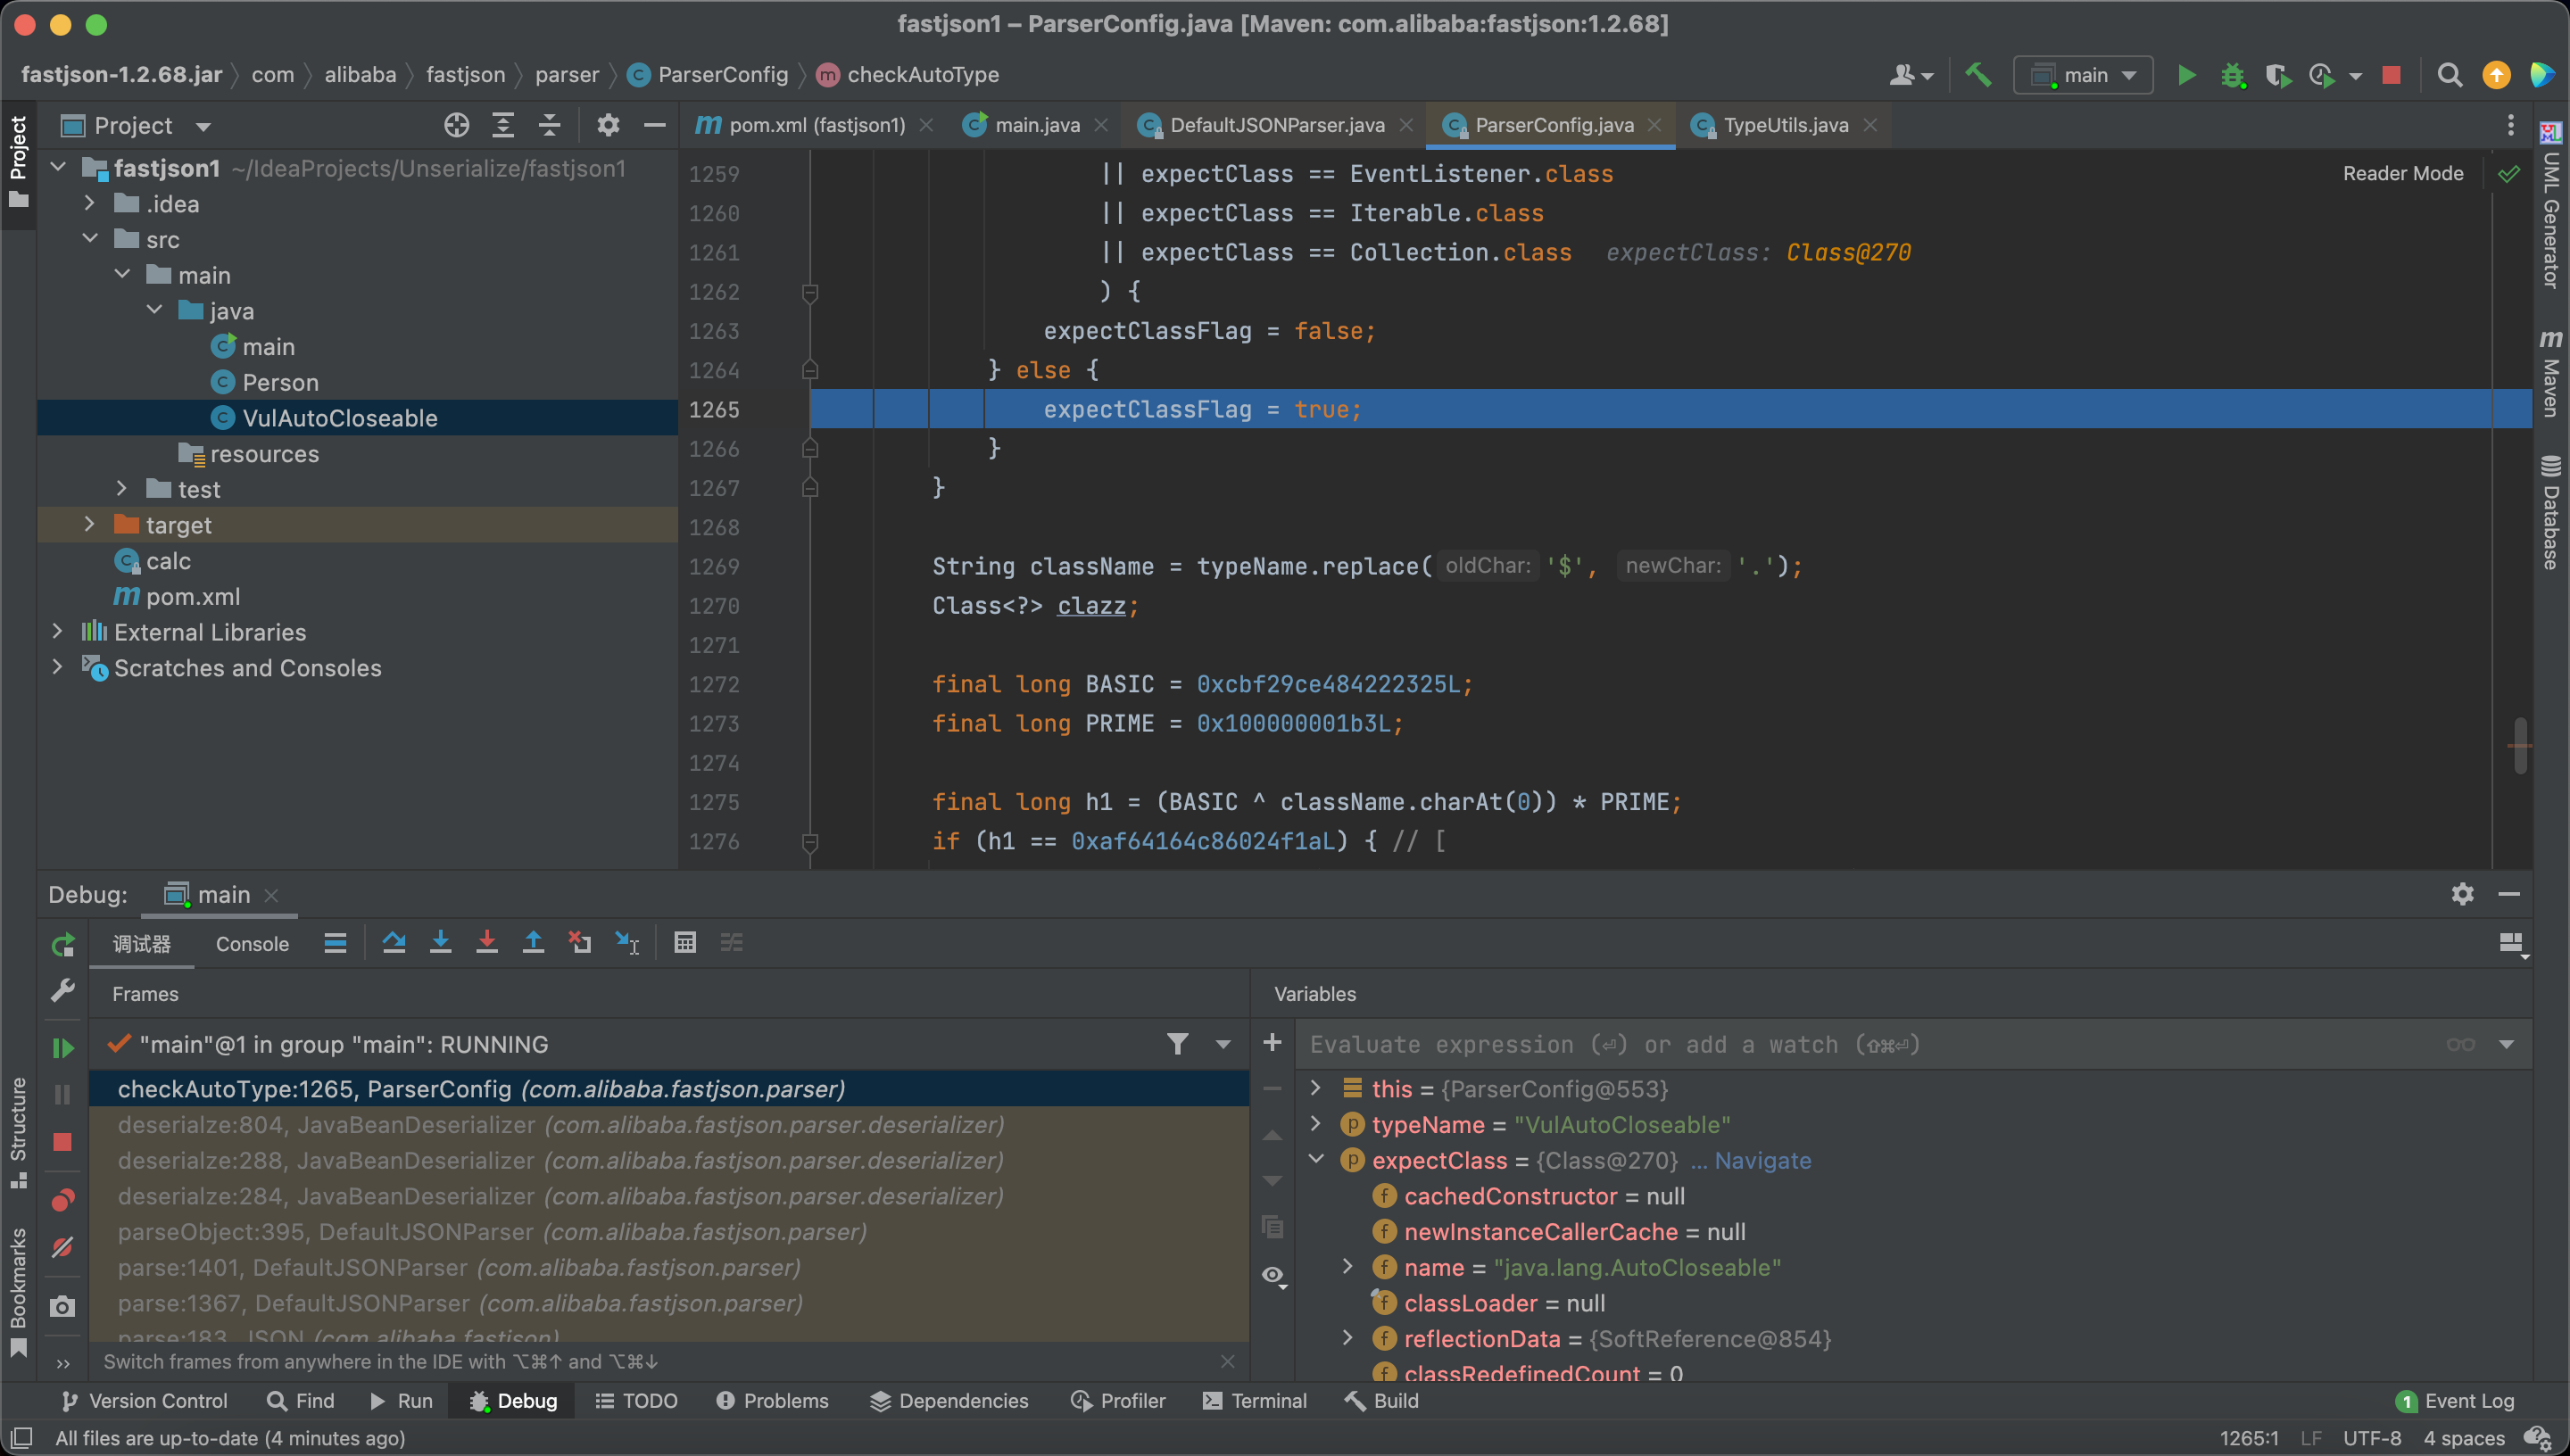 fastjson1 – ParserConfig.java [Maven: com.alibaba:fastjson:1.2.68]
fastjson-1.2.68.jar com alibaba fastjson parser ParserConfig checkAutoType
main
Project
pom.xml (fastjson1) main.java DefaultJSONParser.java ParserConfig.java TypeUtils.java
Project
fastjson1 ~/IdeaProjects/Unserialize/fastjson1
.idea
src
main
java
main
Person
VulAutoCloseable
resources
test
target
calc
pom.xml
External Libraries
Scratches and Consoles
Reader Mode
1259 || expectClass == EventListener.class
1260 || expectClass == Iterable.class
1261 || expectClass == Collection.class expectClass: Class@270
1262 ) {
1263 expectClassFlag = false;
1264 } else {
1265 expectClassFlag = true;
1266 }
1267 }
1268
1269 String className = typeName.replace( oldChar: '$', newChar: '.');
1270 Class<?> clazz;
1271
1272 final long BASIC = 0xcbf29ce484222325L;
1273 final long PRIME = 0x100000001b3L;
1274
1275 final long h1 = (BASIC ^ className.charAt(0)) * PRIME;
1276 if (h1 == 0xaf64164c86024f1aL) { // [
UML Generator
Maven
Database
Debug: main
调试器 Console
Frames
"main"@1 in group "main": RUNNING
checkAutoType:1265, ParserConfig (com.alibaba.fastjson.parser)
deserialze:804, JavaBeanDeserializer (com.alibaba.fastjson.parser.deserializer)
deserialze:288, JavaBeanDeserializer (com.alibaba.fastjson.parser.deserializer)
deserialze:284, JavaBeanDeserializer (com.alibaba.fastjson.parser.deserializer)
parseObject:395, DefaultJSONParser (com.alibaba.fastjson.parser)
parse:1401, DefaultJSONParser (com.alibaba.fastjson.parser)
parse:1367, DefaultJSONParser (com.alibaba.fastjson.parser)
parse:183, JSON (com.alibaba.fastjson)
Switch frames from anywhere in the IDE with ⌥⌘↑ and ⌥⌘↓
Variables
Evaluate expression (⏎) or add a watch (⇧⌘⏎)
this = {ParserConfig@553}
typeName = "VulAutoCloseable"
expectClass = {Class@270} ... Navigate
cachedConstructor = null
newInstanceCallerCache = null
name = "java.lang.AutoCloseable"
classLoader = null
reflectionData = {SoftReference@854}
classRedefinedCount = 0
Structure
Bookmarks
Version Control Find Run Debug TODO Problems Dependencies Profiler Terminal Build 1 Event Log
All files are up-to-date (4 minutes ago) 1265:1 LF UTF-8 4 spaces